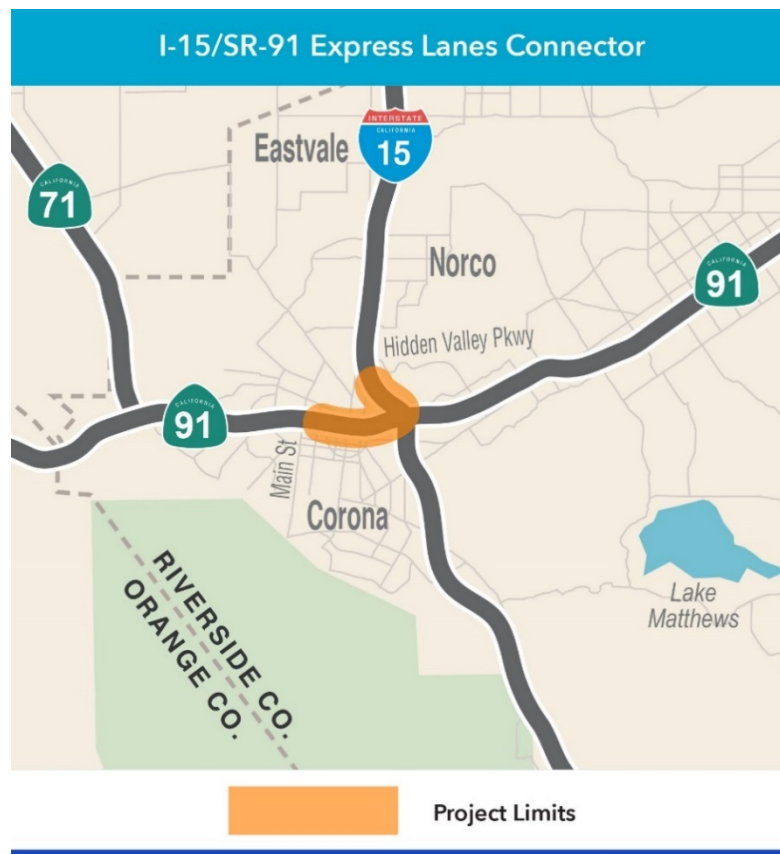 I-15/SR-91 Express Lanes Connector
INTERSTATE
CALIFORNIA
15
Eastvale
CALIFORNIA
71
Norco
CALIFORNIA
91
Hidden Valley Pkwy
CALIFORNIA
91
Main St
Corona
RIVERSIDE CO.
ORANGE CO.
Lake
Matthews
Project Limits